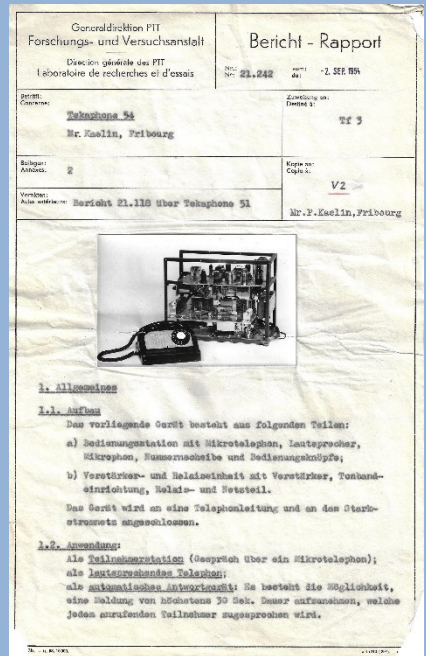 Generaldirektion PTT
Forschungs- und Versuchsanstalt
Direction générale des PTT
Laboratoire de recherches et d'essais
Bericht - Rapport
Nr.: 21.242 vom: -2. SEP. 1954
Nr: du:
Betrifft:
Concerne:
Tekaphone 54
Mr. Kaelin, Fribourg
Zuweisung an:
Destiné à:
Tf 3
Beilagen:
Annexes: 2
Kopie an:
Copie à:
V2
Mr.P.Kaelin, Fribourg
Vorakten:
Actes antérieures: Bericht 21.118 über Tekaphone 51
1. Allgemeines
1.1. Aufbau
Das vorliegende Gerät besteht aus folgenden Teilen:
a) Bedienungsstation mit Mikrotelephon, Lautsprecher,
Mikrophon, Nummernscheibe und Bedienungsknöpfe;
b) Verstärker- und Relaiseinheit mit Verstärker, Tonband-
einrichtung, Relais- und Netzteil.
Das Gerät wird an eine Telephonleitung und an das Stark-
stromnetz angeschlossen.
1.2. Anwendung:
Als Teilnehmerstation (Gespräch über ein Mikrotelephon);
als lautsprechendes Telephon;
als automatisches Antwortgerät: Es besteht die Möglichkeit,
eine Meldung von höchstens 30 Sek. Dauer aufzunehmen, welche
jedem anrufenden Teilnehmer zugesprochen wird.